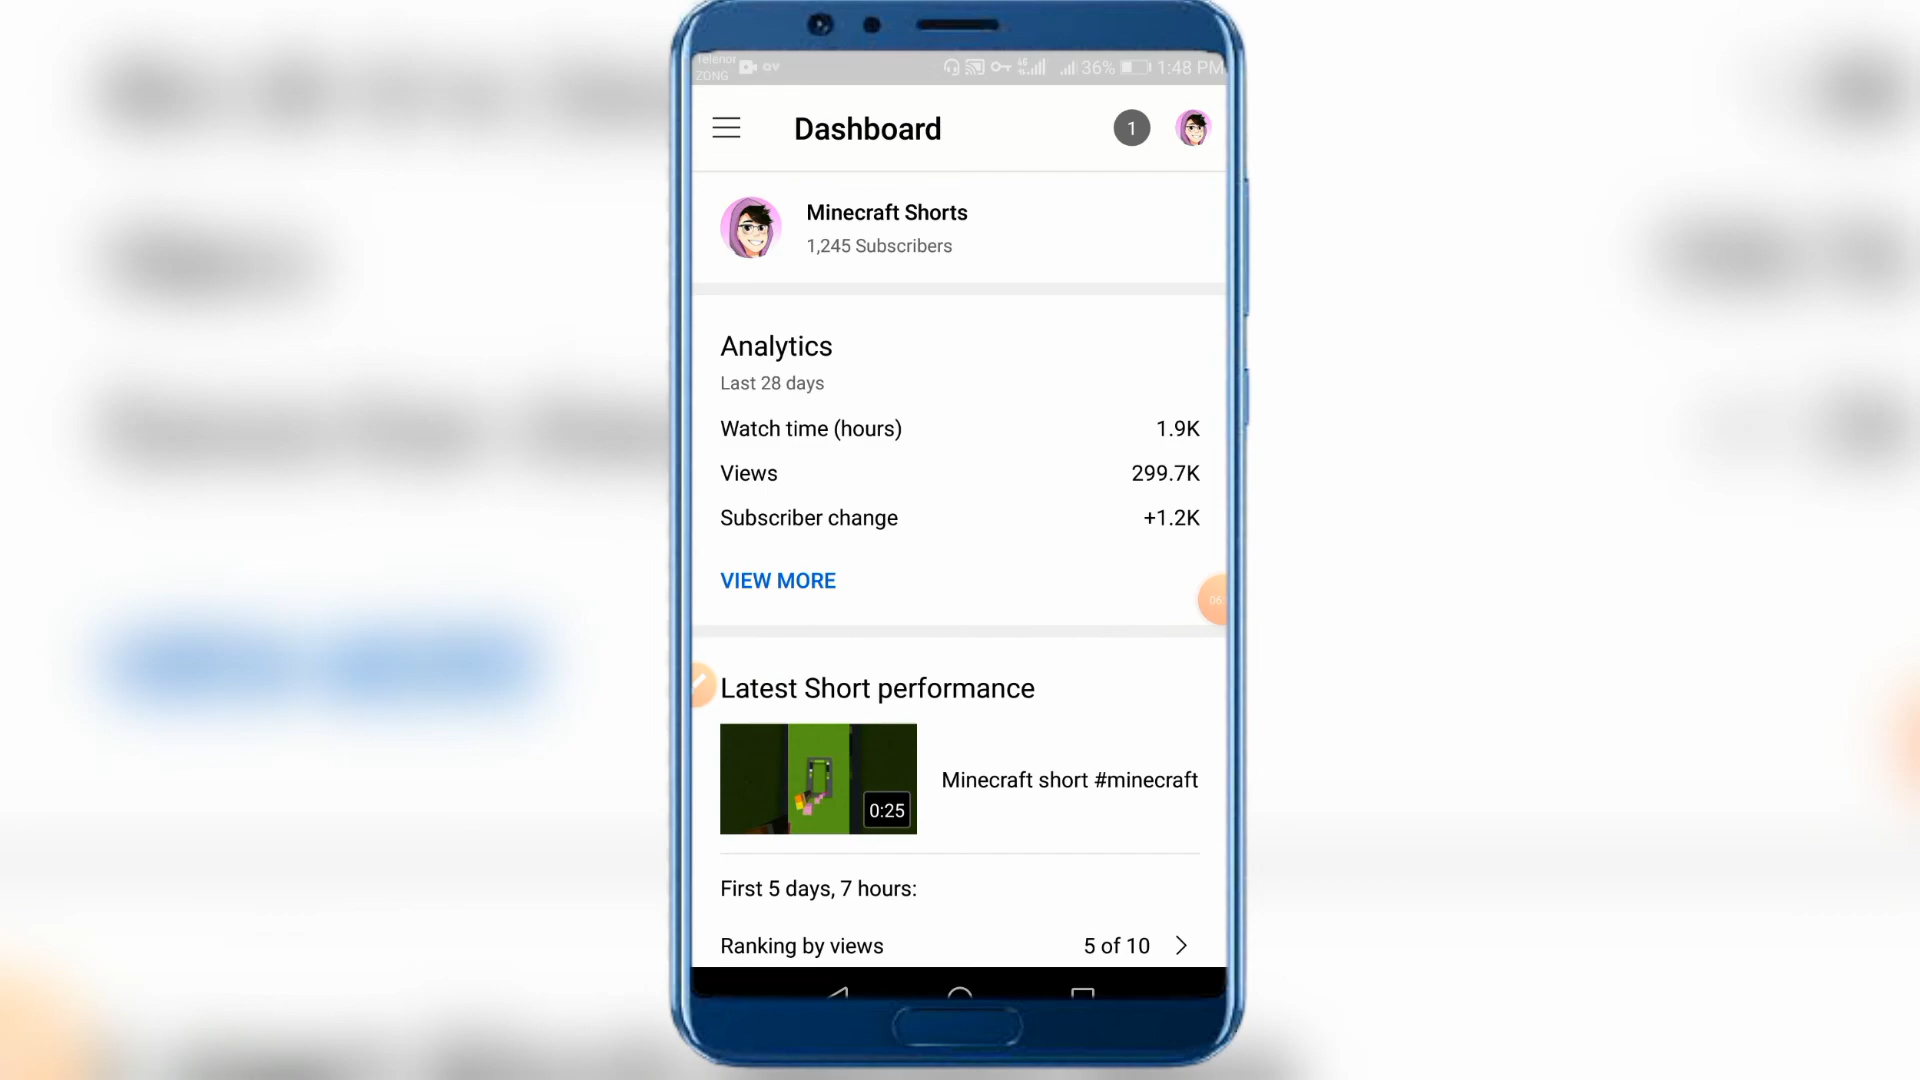 Telenor
ZONG
4G
36%
1:48 PM
Dashboard
1
Minecraft Shorts
1,245 Subscribers
Analytics
Last 28 days
Watch time (hours) 1.9K
Views 299.7K
Subscriber change +1.2K
VIEW MORE
06:
Latest Short performance
0:25
Minecraft short #minecraft
First 5 days, 7 hours:
Ranking by views 5 of 10